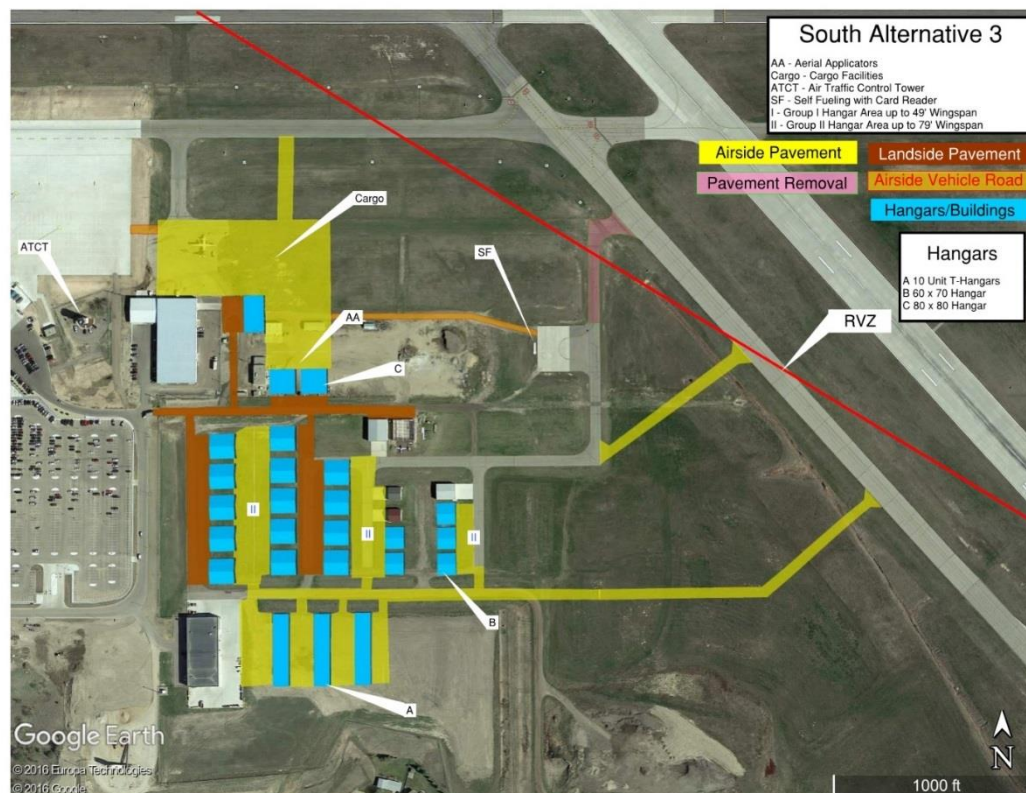 South Alternative 3
AA - Aerial Applicators
Cargo - Cargo Facilities
ATCT - Air Traffic Control Tower
SF - Self Fueling with Card Reader
I - Group I Hangar Area up to 49' Wingspan
II - Group II Hangar Area up to 79' Wingspan
Airside Pavement
Landside Pavement
Pavement Removal
Airside Vehicle Road
Hangars/Buildings
Cargo
ATCT
SF
Hangars
A 10 Unit T-Hangars
B 60 x 70 Hangar
C 80 x 80 Hangar
AA
RVZ
C
II
II
II
B
A
Google Earth
© 2016 Europa Technologies
© 2016 Google
N
1000 ft